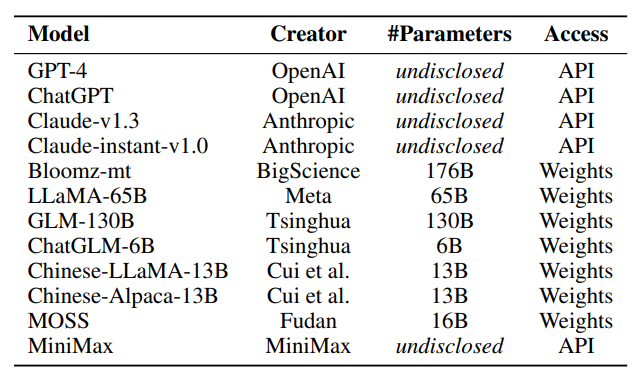 Model Creator #Parameters Access
GPT-4 OpenAI undisclosed API
ChatGPT OpenAI undisclosed API
Claude-v1.3 Anthropic undisclosed API
Claude-instant-v1.0 Anthropic undisclosed API
Bloomz-mt BigScience 176B Weights
LLaMA-65B Meta 65B Weights
GLM-130B Tsinghua 130B Weights
ChatGLM-6B Tsinghua 6B Weights
Chinese-LLaMA-13B Cui et al. 13B Weights
Chinese-Alpaca-13B Cui et al. 13B Weights
MOSS Fudan 16B Weights
MiniMax MiniMax undisclosed API